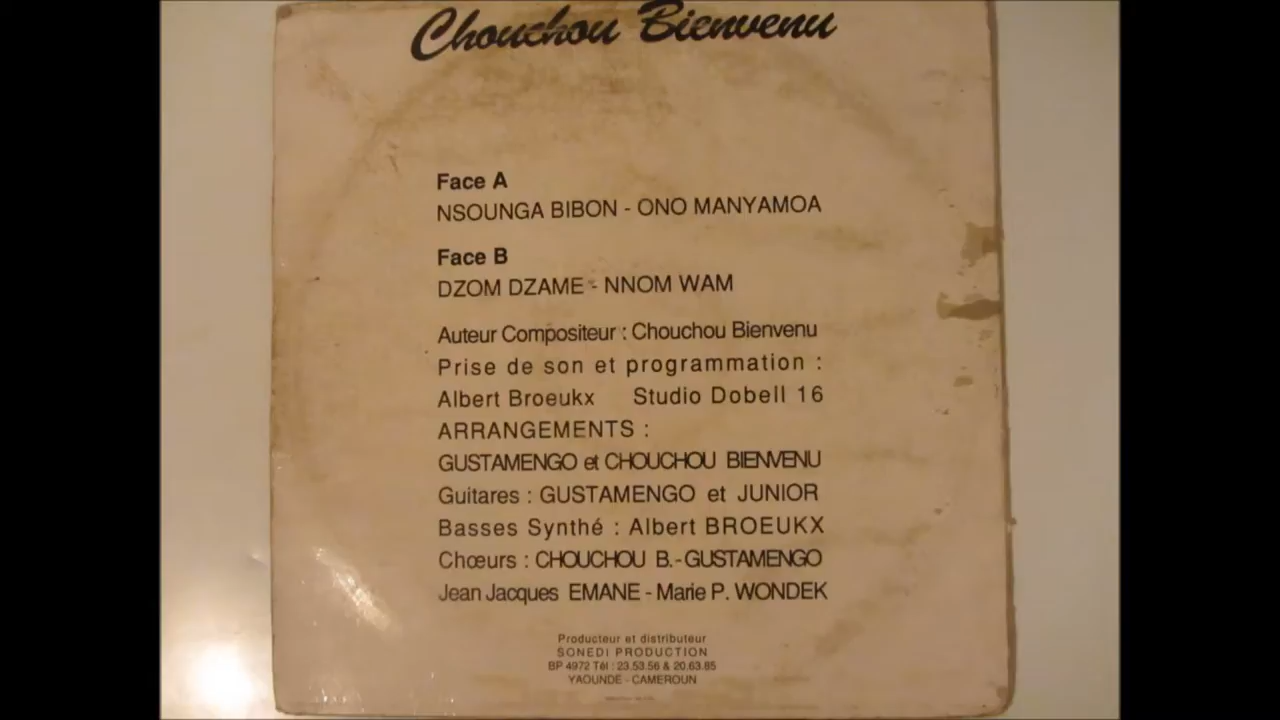 Chouchou Bienvenu
Face A
NSOUNGA BIBON - ONO MANYAMOA
Face B
DZOM DZAME - NNOM WAM
Auteur Compositeur : Chouchou Bienvenu
Prise de son et programmation :
Albert Broeukx Studio Dobell 16
ARRANGEMENTS :
GUSTAMENGO et CHOUCHOU BIENVENU
Guitares : GUSTAMENGO et JUNIOR
Basses Synthé : Albert BROEUKX
Chœurs : CHOUCHOU B.- GUSTAMENGO
Jean Jacques EMANE - Marie P. WONDEK
Producteur et distributeur
SONEDI PRODUCTION
BP 4972 Tél : 23.53.56 & 20.63.85
YAOUNDE - CAMEROUN